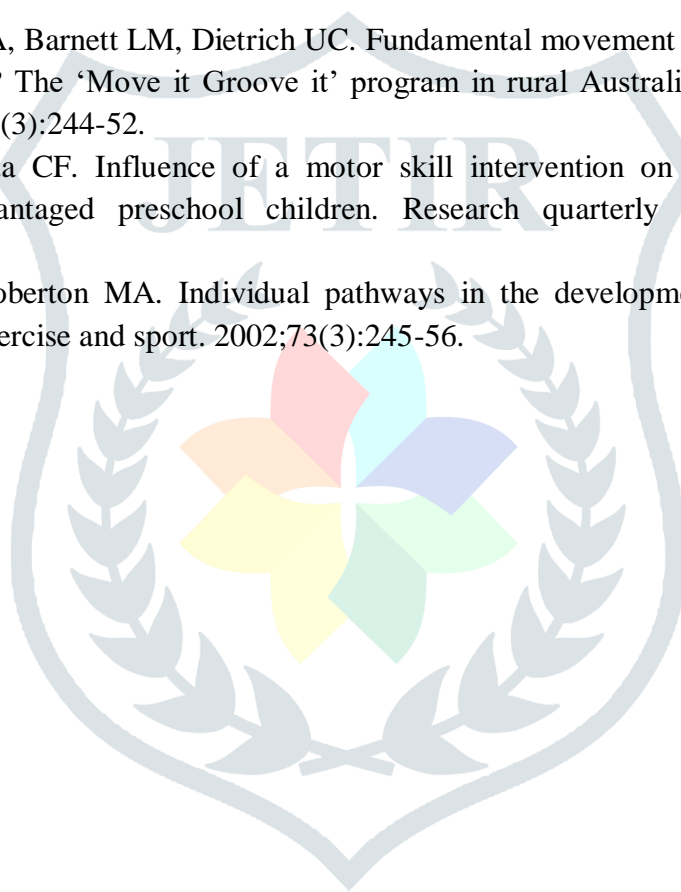 A, Barnett LM, Dietrich UC. Fundamental movement
? The ‘Move it Groove it’ program in rural Australi
(3):244-52.
a CF. Influence of a motor skill intervention on
antaged preschool children. Research quarterly
oberton MA. Individual pathways in the developm
ercise and sport. 2002;73(3):245-56.
JETIR